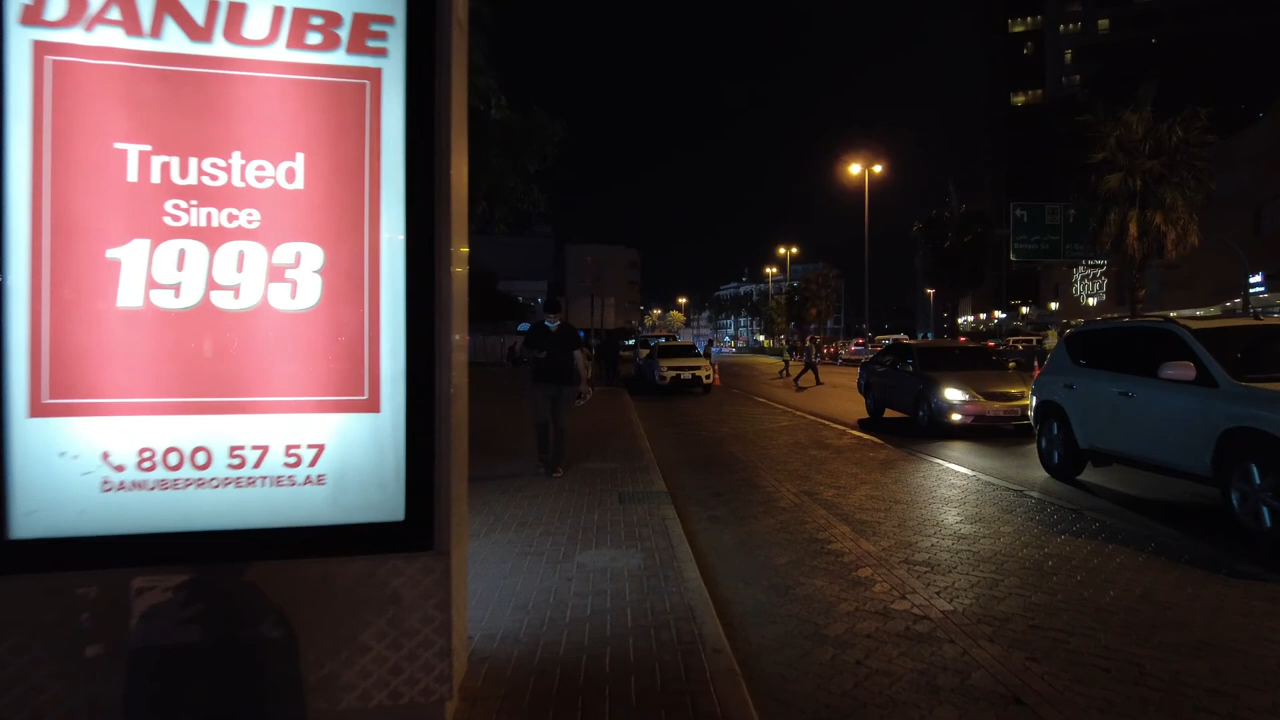 DANUBE
Trusted
Since
1993
800 57 57
DANUBEPROPERTIES.AE